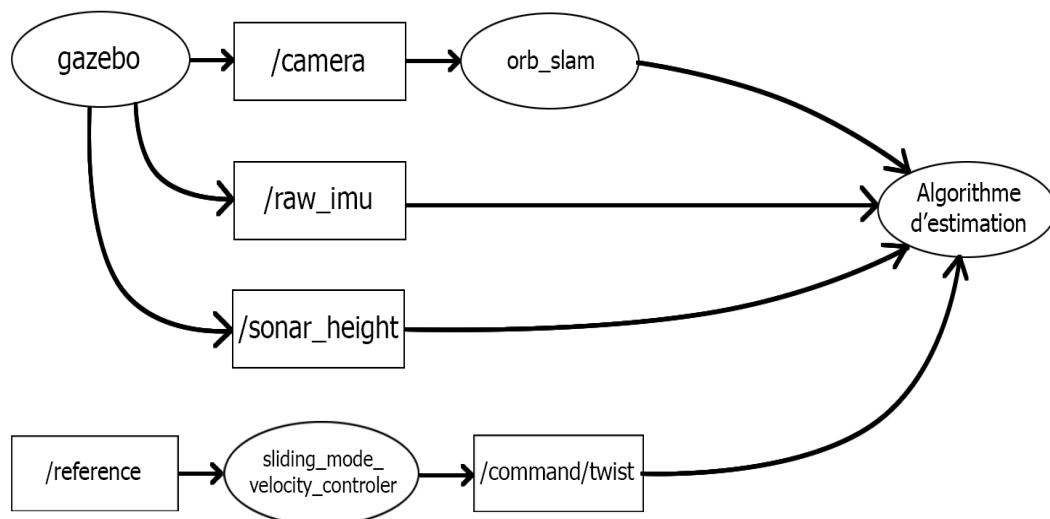 gazebo
/camera
orb_slam
/raw_imu
Algorithme
d'estimation
/sonar_height
/reference
sliding_mode_
velocity_controler
/command/twist